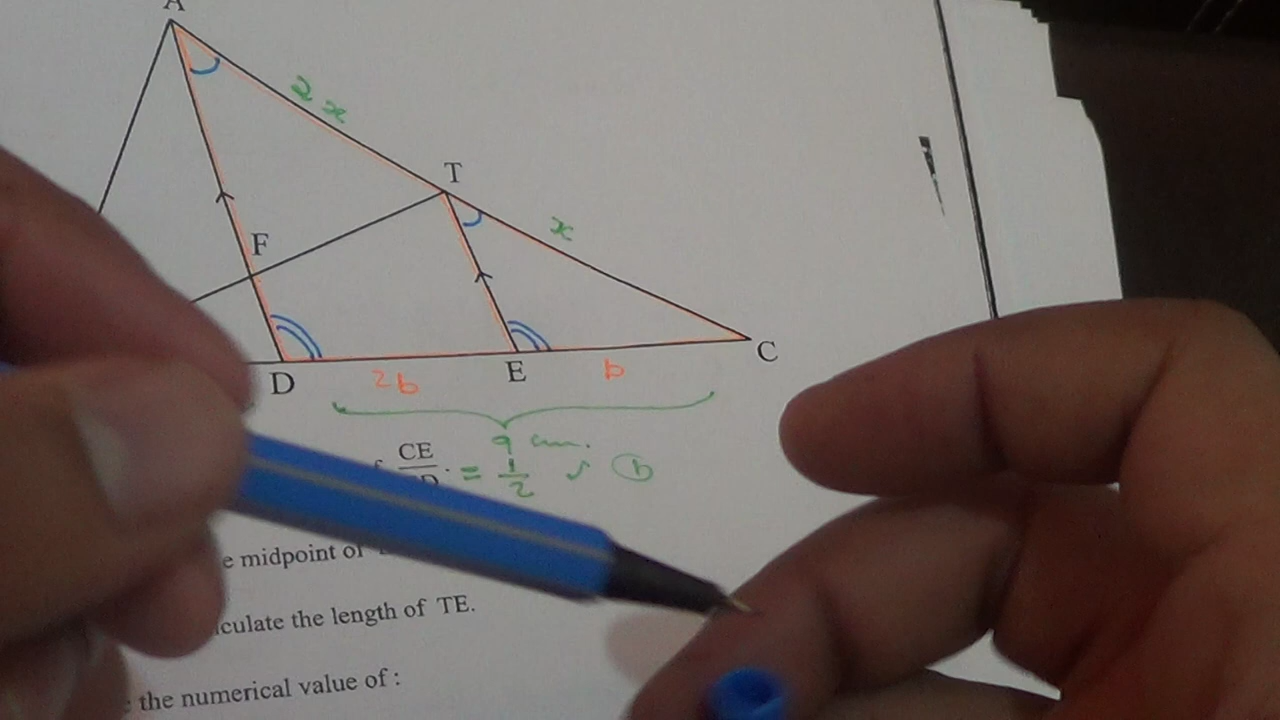 A
2x
T
x
F
D
2b
E
b
C
9 cm.
CE = 1/2 (b)
e midpoint of
culate the length of TE.
the numerical value of :